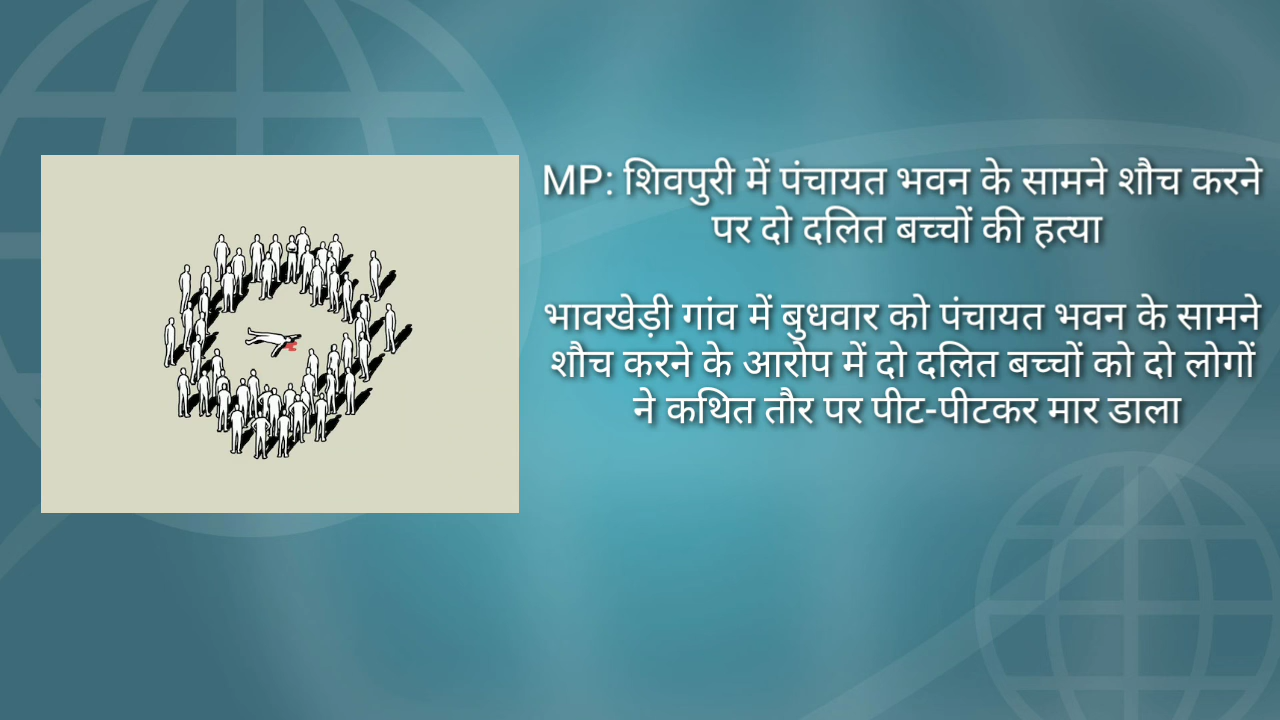 MP: शिवपुरी में पंचायत भवन के सामने शौच करने
पर दो दलित बच्चों की हत्या
भावखेड़ी गांव में बुधवार को पंचायत भवन के सामने
शौच करने के आरोप में दो दलित बच्चों को दो लोगों
ने कथित तौर पर पीट-पीटकर मार डाला